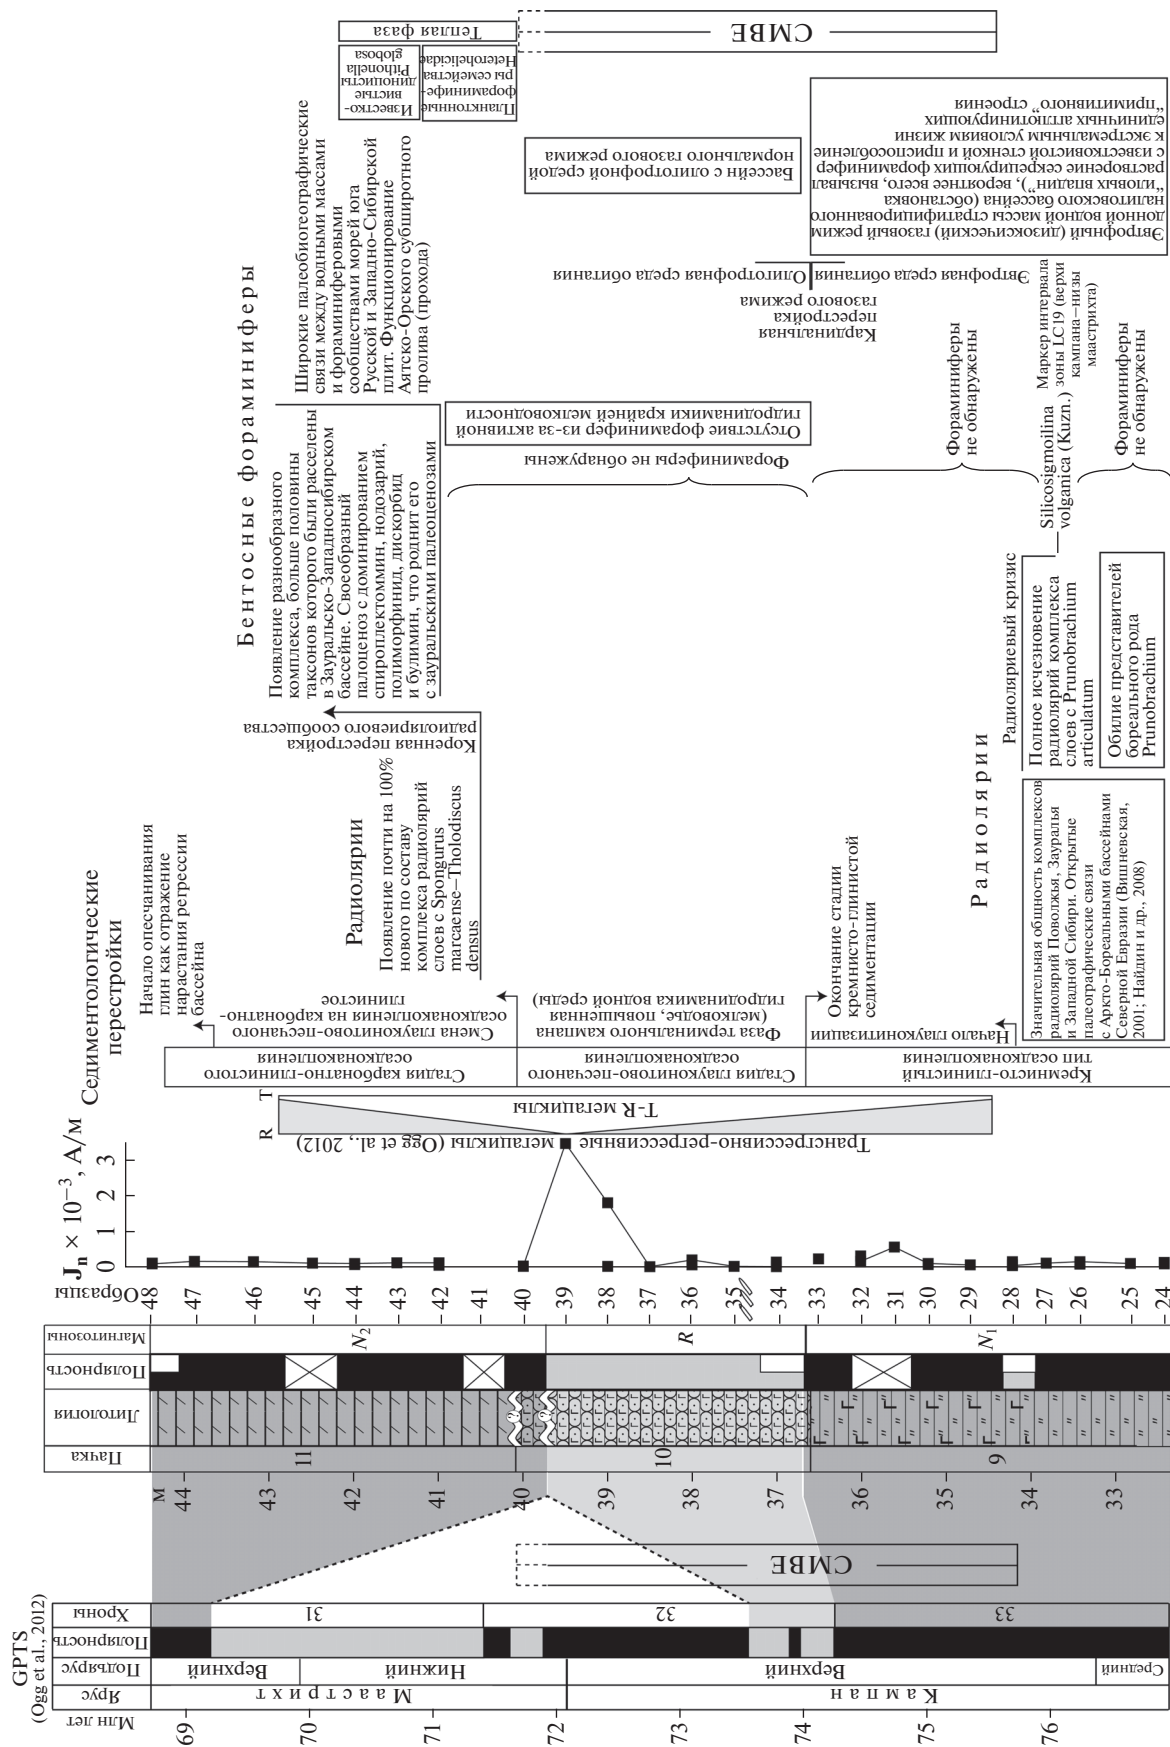 GPTS
(Ogg et al., 2012)
Млн лет
69
70
71
72
73
74
75
76
Ярус
Маастрихт
Кампан
Подъярус
Верхний
Нижний
Верхний
Средний
Полярность
Хроны
31
32
33
CMBE
м
44
43
42
41
40
39
38
37
36
35
34
33
Пачка
11
10
9
Литология
Полярность
Магнитозоны
N2
R
N1
Образцы
48
47
46
45
44
43
42
41
40
39
38
37
36
35
34
33
32
31
30
29
28
27
26
25
24
Jn × 10−3, А/м
0
1
2
3
Трансгрессивно-регрессивные мегациклы (Ogg et al., 2012)
R
T
T-R мегациклы
Седиментологические
перестройки
Стадия карбонатно-глинистого
осадконакопления
Стадия глауконитово-песчаного
осадконакопления
Кремнисто-глинистый
тип осадконакопления
Начало опесчанивания
глин как отражение
нарастания регрессии
бассейна
Смена глауконитово-песчаного
осадконакопления на карбонатно-
глинистое
Фаза терминального кампана
(мелководье, повышенная
гидродинамика водной среды)
Окончание стадии
кремнисто-глинистой
седиментации
Начало глауконитизации
Радиолярии
Появление почти на 100%
нового по составу
комплекса радиолярий
слоев с Spongurus
marcaense–Tholodiscus
densus
Коренная перестройка
радиоляриевого сообщества
Радиолярии
Значительная общность комплексов
радиолярий Поволжья, Зауралья
и Западной Сибири. Открытые
палеогеографические связи
с Аркто-Бореальными бассейнами
Северной Евразии (Вишневская,
2001; Найдин и др., 2008)
Радиоляриевый кризис
Полное исчезновение
радиолярий комплекса
слоев с Prunobrachium
articulatum
Обилие представителей
бореального рода
Prunobrachium
Бентосные фораминиферы
Появление разнообразного
комплекса, больше половины
таксонов которого были расселены
в Зауральско-Западносибирском
бассейне. Своеобразный
палоценоз с доминированием
спироплектоммин, нодозарий,
полиморфинид, дискорбид
и булимин, что роднит его
с зауральскими палеоценозами
Широкие палеобиогеографические
связи между водными массами
и фораминиферовыми
сообществами морей юга
Русской и Западно-Сибирской
плит. Функционирование
Аятско-Орского субширотного
пролива (прохода)
Фораминиферы не обнаружены
Отсутствие фораминифер из-за активной
гидродинамики крайней мелководности
Фораминиферы
не обнаружены
Silicosigmoilina
volganica (Kuzn.)
Маркер интервала
зоны LC19 (верхи
кампана–низы
маастрихта)
Фораминиферы
не обнаружены
Кардинальная
перестройка
газового режима
Олиготрофная среда обитания
Эвтрофная среда обитания
Бассейн с олиготрофной средой
нормального газового режима
Эвтрофный (дизоксический) газовый режим
донной водной массы стратифицированного
налитовского бассейна (обстановка
“иловых впадин”), вероятнее всего, вызывал
растворение секрецирующих фораминифер
с известковистой стенкой и приспособление
к экстремальным условиям жизни
единичных агглютинирующих
“примитивного” строения
Известко-
вистые
диноцисты
Pithonella
globosa
Планктонные
фораминифе-
ры семейства
Heterohelicidae
Теплая фаза
CMBE